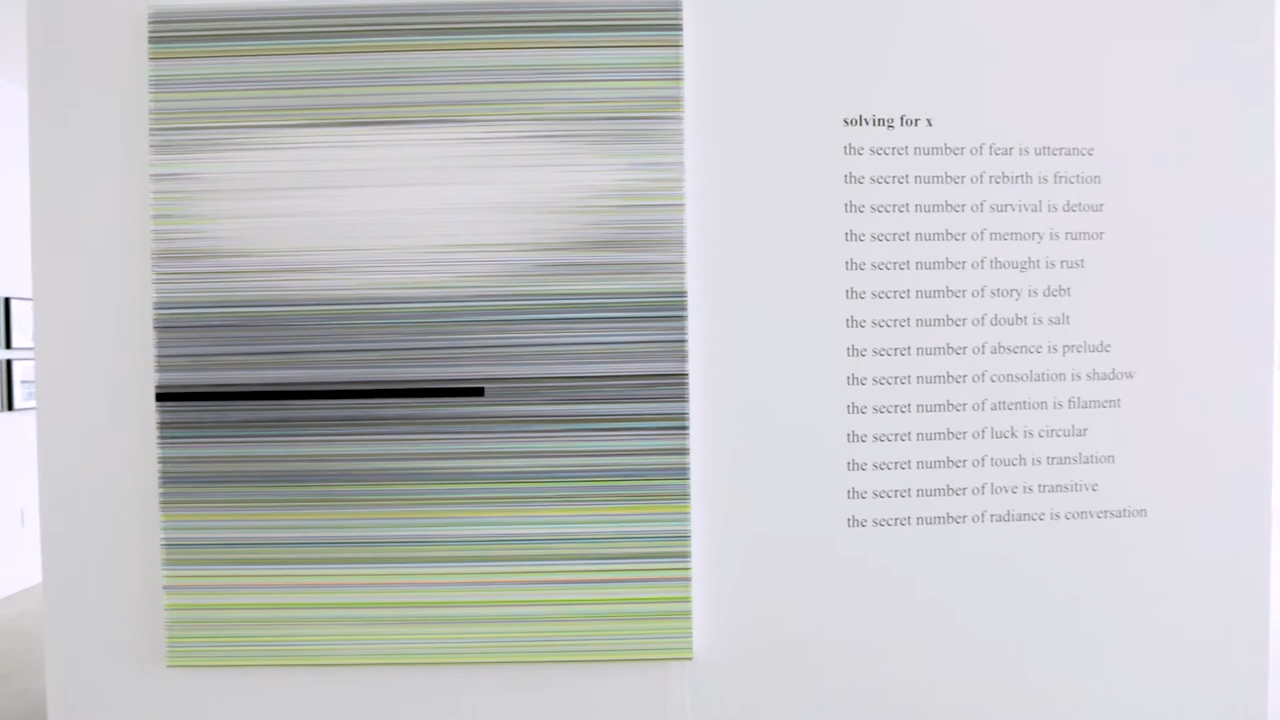 solving for x
the secret number of fear is utterance
the secret number of rebirth is friction
the secret number of survival is detour
the secret number of memory is rumor
the secret number of thought is rust
the secret number of story is debt
the secret number of doubt is salt
the secret number of absence is prelude
the secret number of consolation is shadow
the secret number of attention is filament
the secret number of luck is circular
the secret number of touch is translation
the secret number of love is transitive
the secret number of radiance is conversation